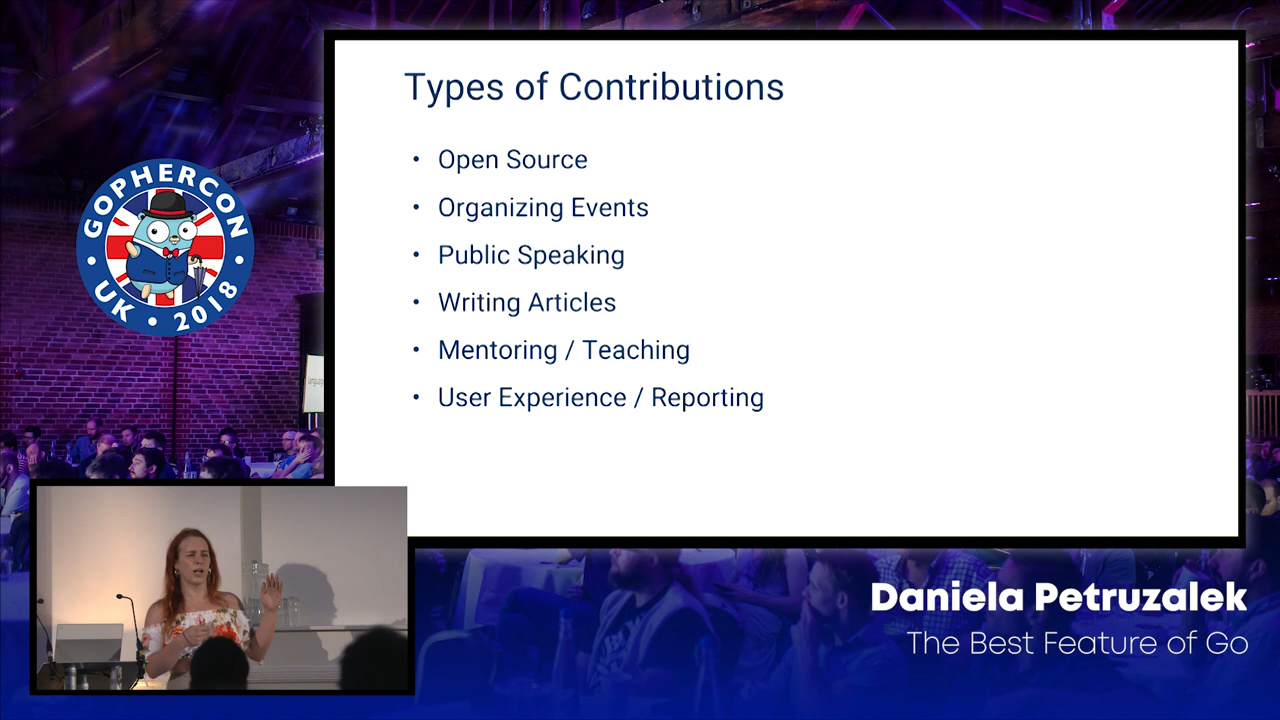 GOPHERCON
UK • 2018
Types of Contributions
• Open Source
• Organizing Events
• Public Speaking
• Writing Articles
• Mentoring / Teaching
• User Experience / Reporting
Daniela Petruzalek
The Best Feature of Go